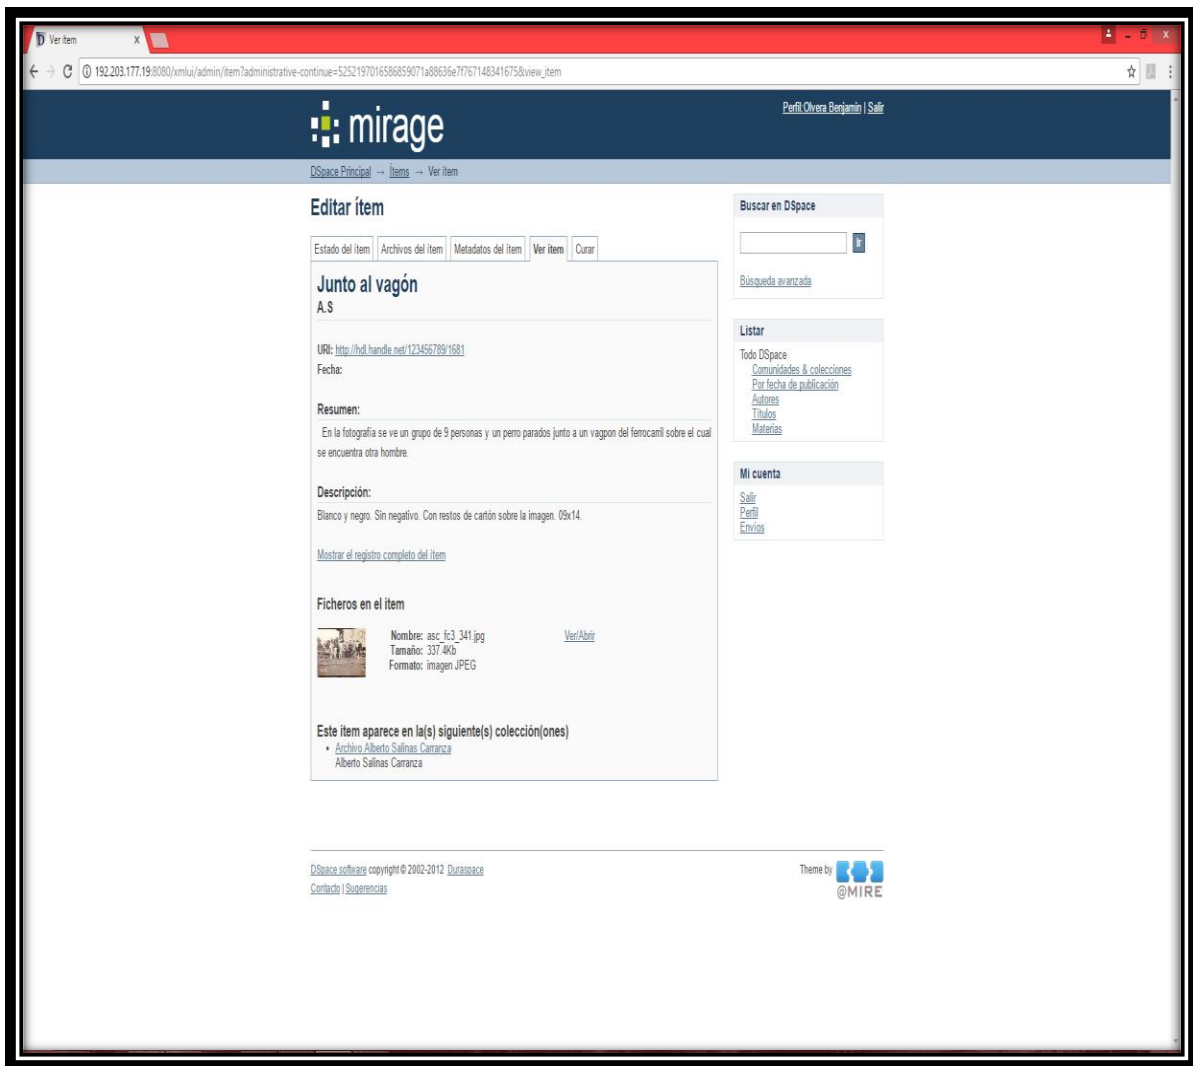 Ver ítem
192.203.177.19:8080/xmlui/admin/item?administrative-continue=5252197016586859071a88636e7f767148341675&view_item
mirage
Perfil:Olvera Benjamin | Salir
DSpace Principal → Ítems → Ver ítem
Editar ítem
Estado del ítem
Archivos del ítem
Metadatos del ítem
Ver ítem
Curar
Junto al vagón
A.S
URI: http://hdl.handle.net/123456789/1681
Fecha:
Resumen:
En la fotografía se ve un grupo de 9 personas y un perro parados junto a un vagpon del ferrocarril sobre el cual
se encuentra otra hombre.
Descripción:
Blanco y negro. Sin negativo. Con restos de cartón sobre la imagen. 09x14.
Mostrar el registro completo del ítem
Ficheros en el ítem
Nombre: asc_fc3_341.jpg
Ver/Abrir
Tamaño: 337.4Kb
Formato: imagen JPEG
Este ítem aparece en la(s) siguiente(s) colección(ones)
• Archivo Alberto Salinas Carranza
Alberto Salinas Carranza
Buscar en DSpace
Ir
Búsqueda avanzada
Listar
Todo DSpace
Comunidades & colecciones
Por fecha de publicación
Autores
Títulos
Materias
Mi cuenta
Salir
Perfil
Envíos
DSpace software copyright © 2002-2012 Duraspace
Contacto | Sugerencias
Theme by
@MIRE